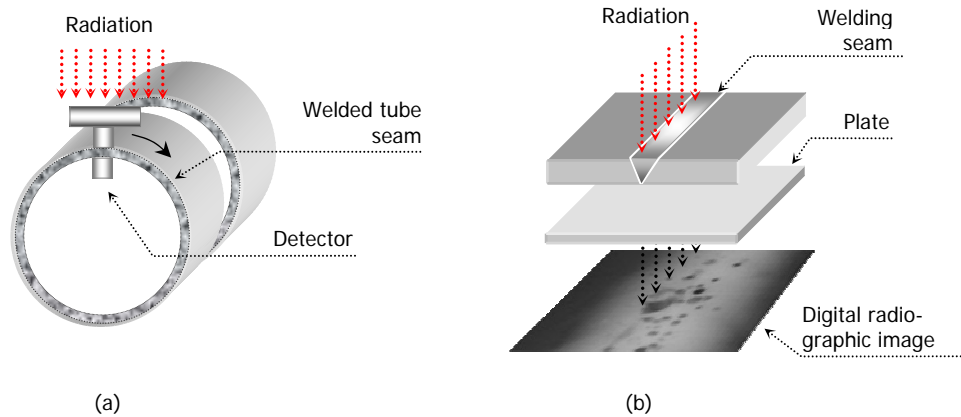 Radiation
Welded tube
seam
Detector
(a)
Radiation
Welding
seam
Plate
Digital radio-
graphic image
(b)